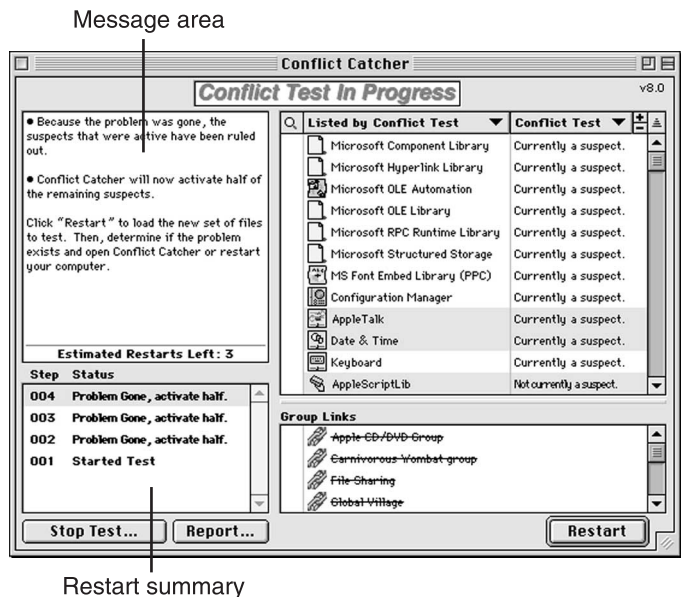 Message area
Conflict Catcher
Conflict Test In Progress
v8.0
• Because the problem was gone, the
suspects that were active have been ruled
out.
• Conflict Catcher will now activate half of
the remaining suspects.
Click "Restart" to load the new set of files
to test. Then, determine if the problem
exists and open Conflict Catcher or restart
your computer.
Estimated Restarts Left: 3
Step Status
004 Problem Gone, activate half.
003 Problem Gone, activate half.
002 Problem Gone, activate half.
001 Started Test
Stop Test... Report...
Listed by Conflict Test Conflict Test
Microsoft Component Library Currently a suspect.
Microsoft Hyperlink Library Currently a suspect.
Microsoft OLE Automation Currently a suspect.
Microsoft OLE Library Currently a suspect.
Microsoft RPC Runtime Library Currently a suspect.
Microsoft Structured Storage Currently a suspect.
MS Font Embed Library (PPC) Currently a suspect.
Configuration Manager Currently a suspect.
AppleTalk Currently a suspect.
Date & Time Currently a suspect.
Keyboard Currently a suspect.
AppleScriptLib Not currently a suspect.
Group Links
Apple CD/DVD Group
Carnivorous Wombat group
File Sharing
Global Village
Restart
Restart summary